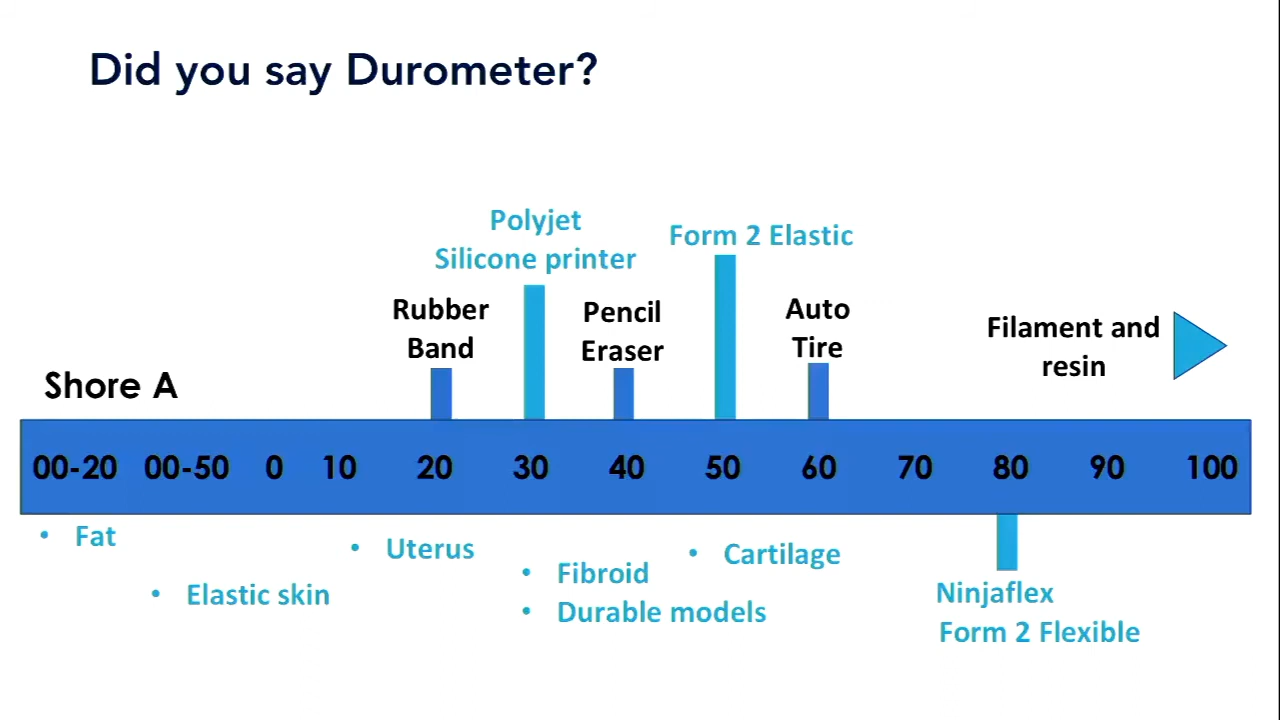 Did you say Durometer?
Polyjet
Silicone printer
Form 2 Elastic
Rubber
Band
Pencil
Eraser
Auto
Tire
Filament and
resin
Shore A
00-20 00-50 0 10 20 30 40 50 60 70 80 90 100
• Fat
• Elastic skin
• Uterus
• Fibroid
• Durable models
• Cartilage
Ninjaflex
Form 2 Flexible